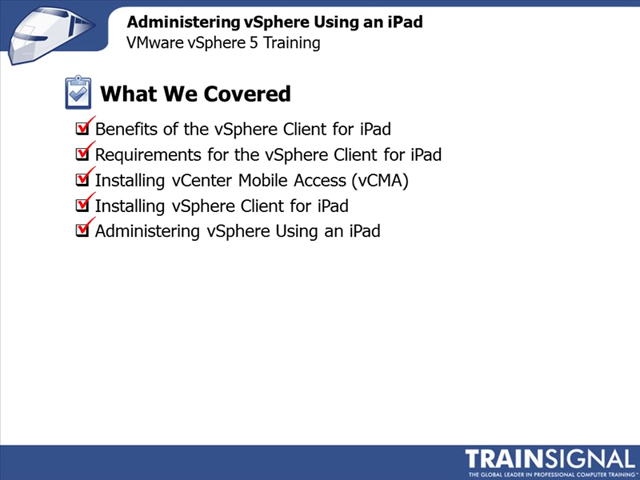 Administering vSphere Using an iPad
VMware vSphere 5 Training
What We Covered
Benefits of the vSphere Client for iPad
Requirements for the vSphere Client for iPad
Installing vCenter Mobile Access (vCMA)
Installing vSphere Client for iPad
Administering vSphere Using an iPad
TRAINSIGNAL
THE GLOBAL LEADER IN PROFESSIONAL COMPUTER TRAINING